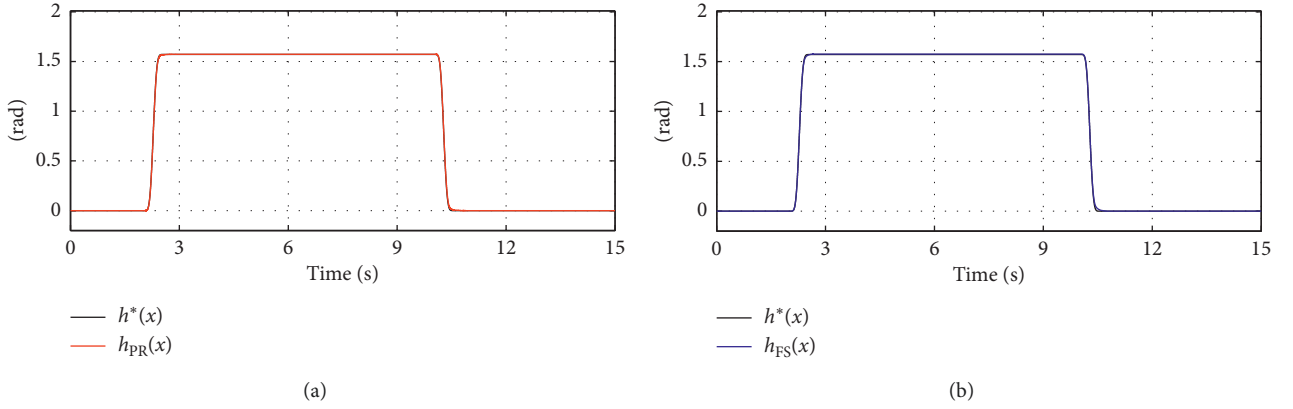 2
1.5
1
0.5
0
(rad)
0 3 6 9 12 15
Time (s)
h*(x)
hPR(x)
(a)
2
1.5
1
0.5
0
(rad)
0 3 6 9 12 15
Time (s)
h*(x)
hFS(x)
(b)